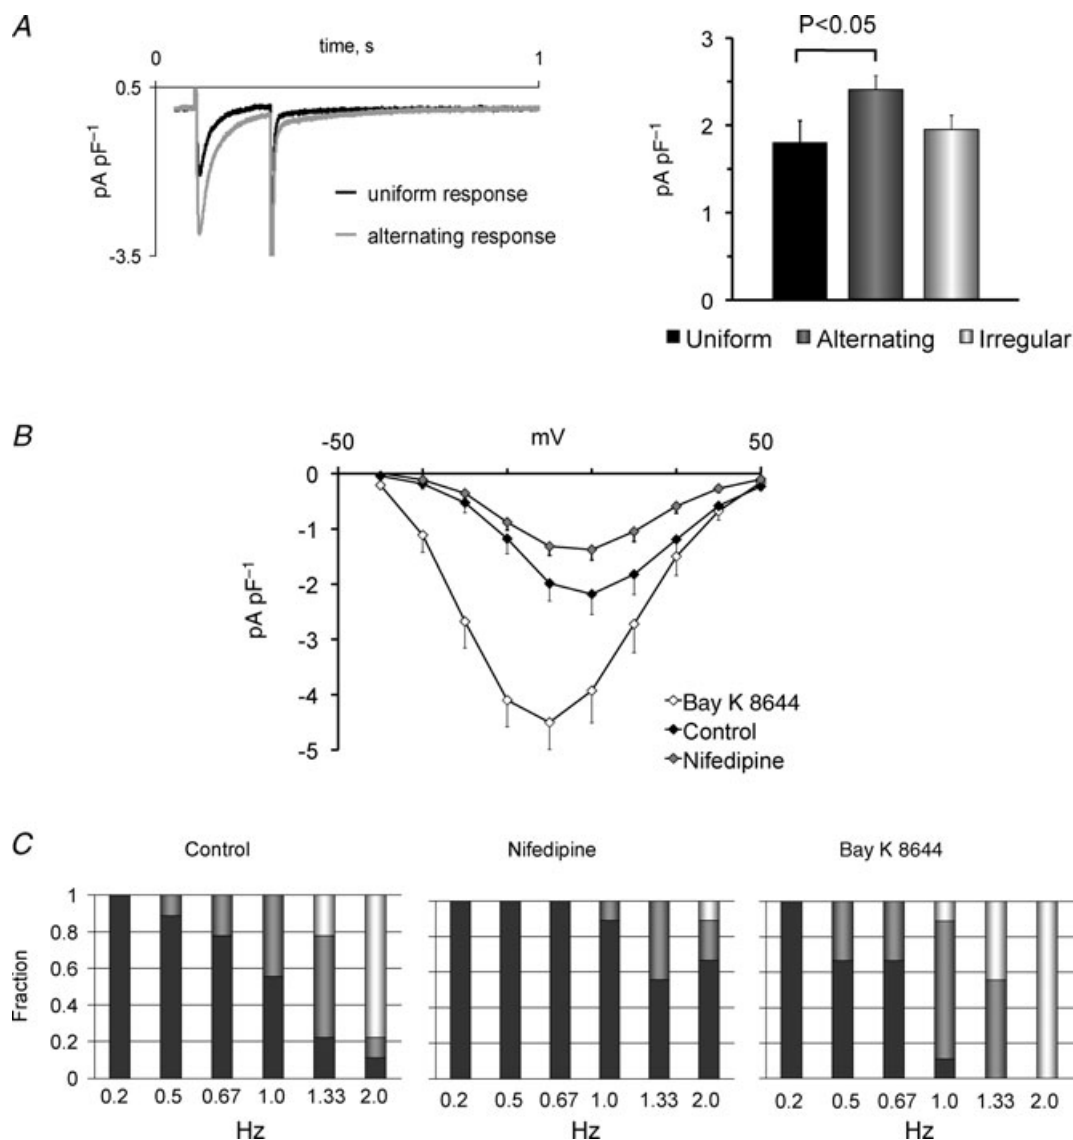 A
time, s
0
1
0.5
pA pF⁻¹
-3.5
uniform response
alternating response
P<0.05
3
2
1
0
pA pF⁻¹
Uniform Alternating Irregular
B
-50 mV 50
0
-1
-2
-3
-4
-5
pA pF⁻¹
Bay K 8644
Control
Nifedipine
C
Control Nifedipine Bay K 8644
1
0.8
0.6
0.4
0.2
0
Fraction
0.2 0.5 0.67 1.0 1.33 2.0
Hz
0.2 0.5 0.67 1.0 1.33 2.0
Hz
0.2 0.5 0.67 1.0 1.33 2.0
Hz